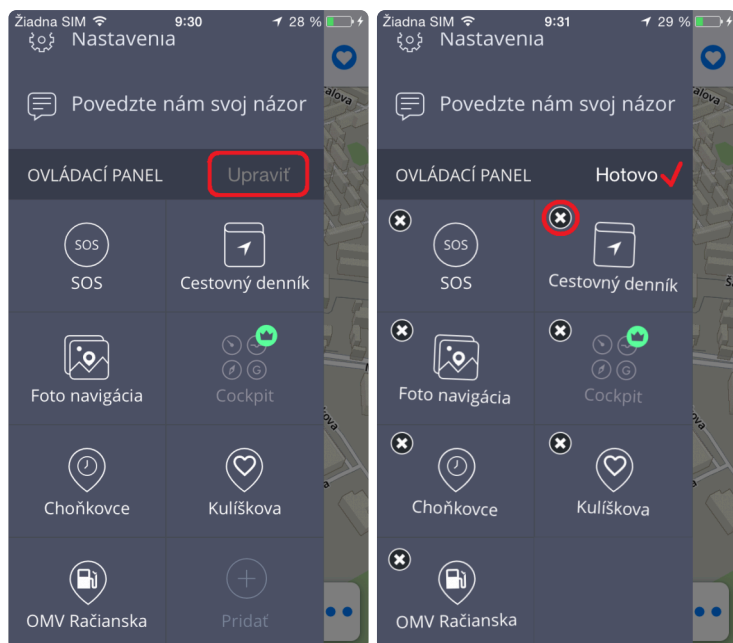 Žiadna SIM 9:30 28 %
Nastavenia
Povedzte nám svoj názor
OVLÁDACÍ PANEL Upraviť
SOS
SOS Cestovný denník
G
Foto navigácia Cockpit
Choňkovce Kulíškova
OMV Račianska Pridať
Žiadna SIM 9:31 29 %
Nastavenia
Povedzte nám svoj názor
OVLÁDACÍ PANEL Hotovo
SOS
SOS Cestovný denník
G
Foto navigácia Cockpit
Choňkovce Kulíškova
OMV Račianska